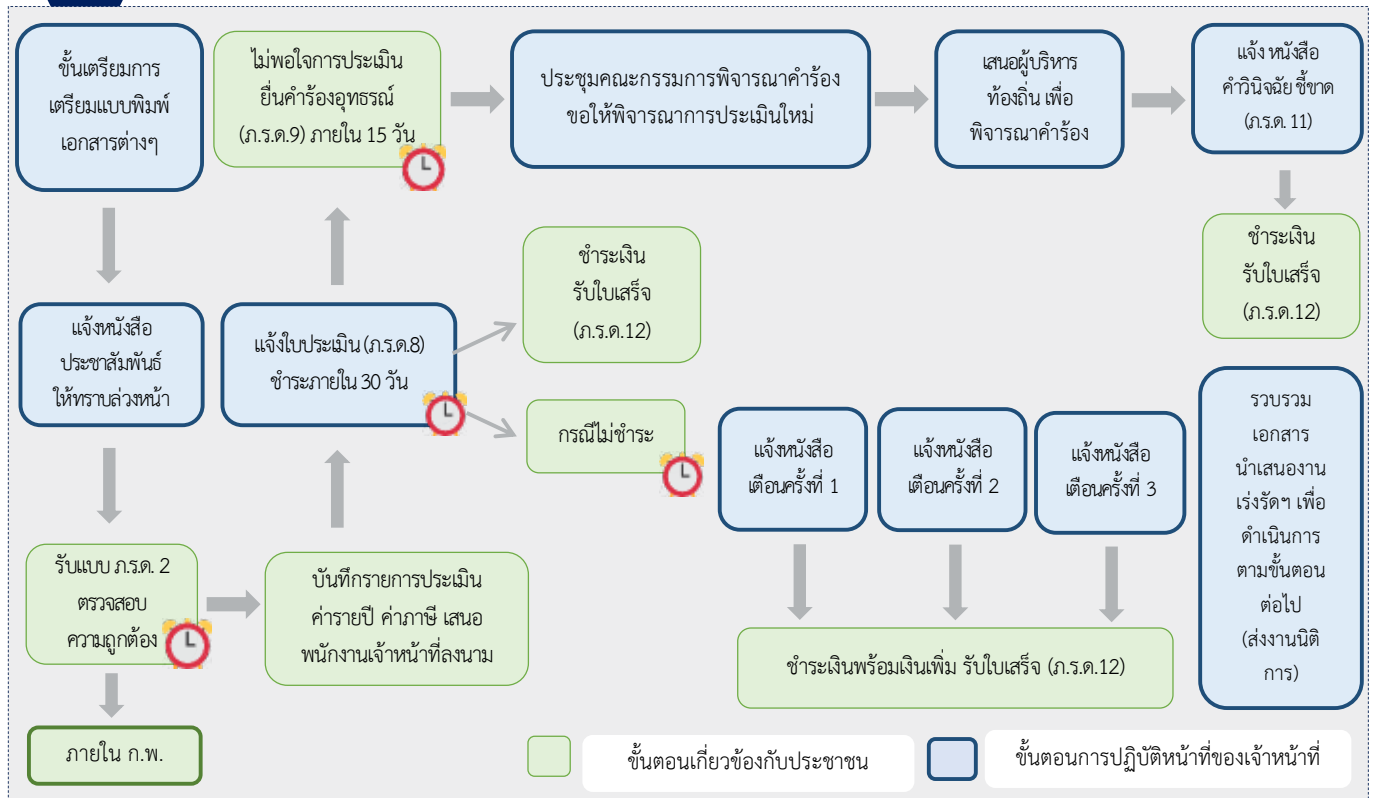 ขั้นเตรียมการ
เตรียมแบบพิมพ์
เอกสารต่างๆ
ไม่พอใจการประเมิน
ยื่นคำร้องอุทธรณ์
(ภ.ร.ด.9) ภายใน 15 วัน
ประชุมคณะกรรมการพิจารณาคำร้อง
ขอให้พิจารณาการประเมินใหม่
เสนอผู้บริหาร
ท้องถิ่น เพื่อ
พิจารณาคำร้อง
แจ้ง หนังสือ
คำวินิจฉัย ชี้ขาด
(ภ.ร.ด. 11)
ชำระเงิน
รับใบเสร็จ
(ภ.ร.ด.12)
แจ้งหนังสือ
ประชาสัมพันธ์
ให้ทราบล่วงหน้า
แจ้งใบประเมิน (ภ.ร.ด.8)
ชำระภายใน 30 วัน
ชำระเงิน
รับใบเสร็จ
(ภ.ร.ด.12)
กรณีไม่ชำระ
แจ้งหนังสือ
เตือนครั้งที่ 1
แจ้งหนังสือ
เตือนครั้งที่ 2
แจ้งหนังสือ
เตือนครั้งที่ 3
รวบรวม
เอกสาร
นำเสนองาน
เร่งรัดฯ เพื่อ
ดำเนินการ
ตามขั้นตอน
ต่อไป
(ส่งงานนิติ
การ)
รับแบบ ภ.ร.ด. 2
ตรวจสอบ
ความถูกต้อง
บันทึกรายการประเมิน
ค่ารายปี ค่าภาษี เสนอ
พนักงานเจ้าหน้าที่ลงนาม
ชำระเงินพร้อมเงินเพิ่ม รับใบเสร็จ (ภ.ร.ด.12)
ภายใน ก.พ.
ขั้นตอนเกี่ยวข้องกับประชาชน
ขั้นตอนการปฏิบัติหน้าที่ของเจ้าหน้าที่